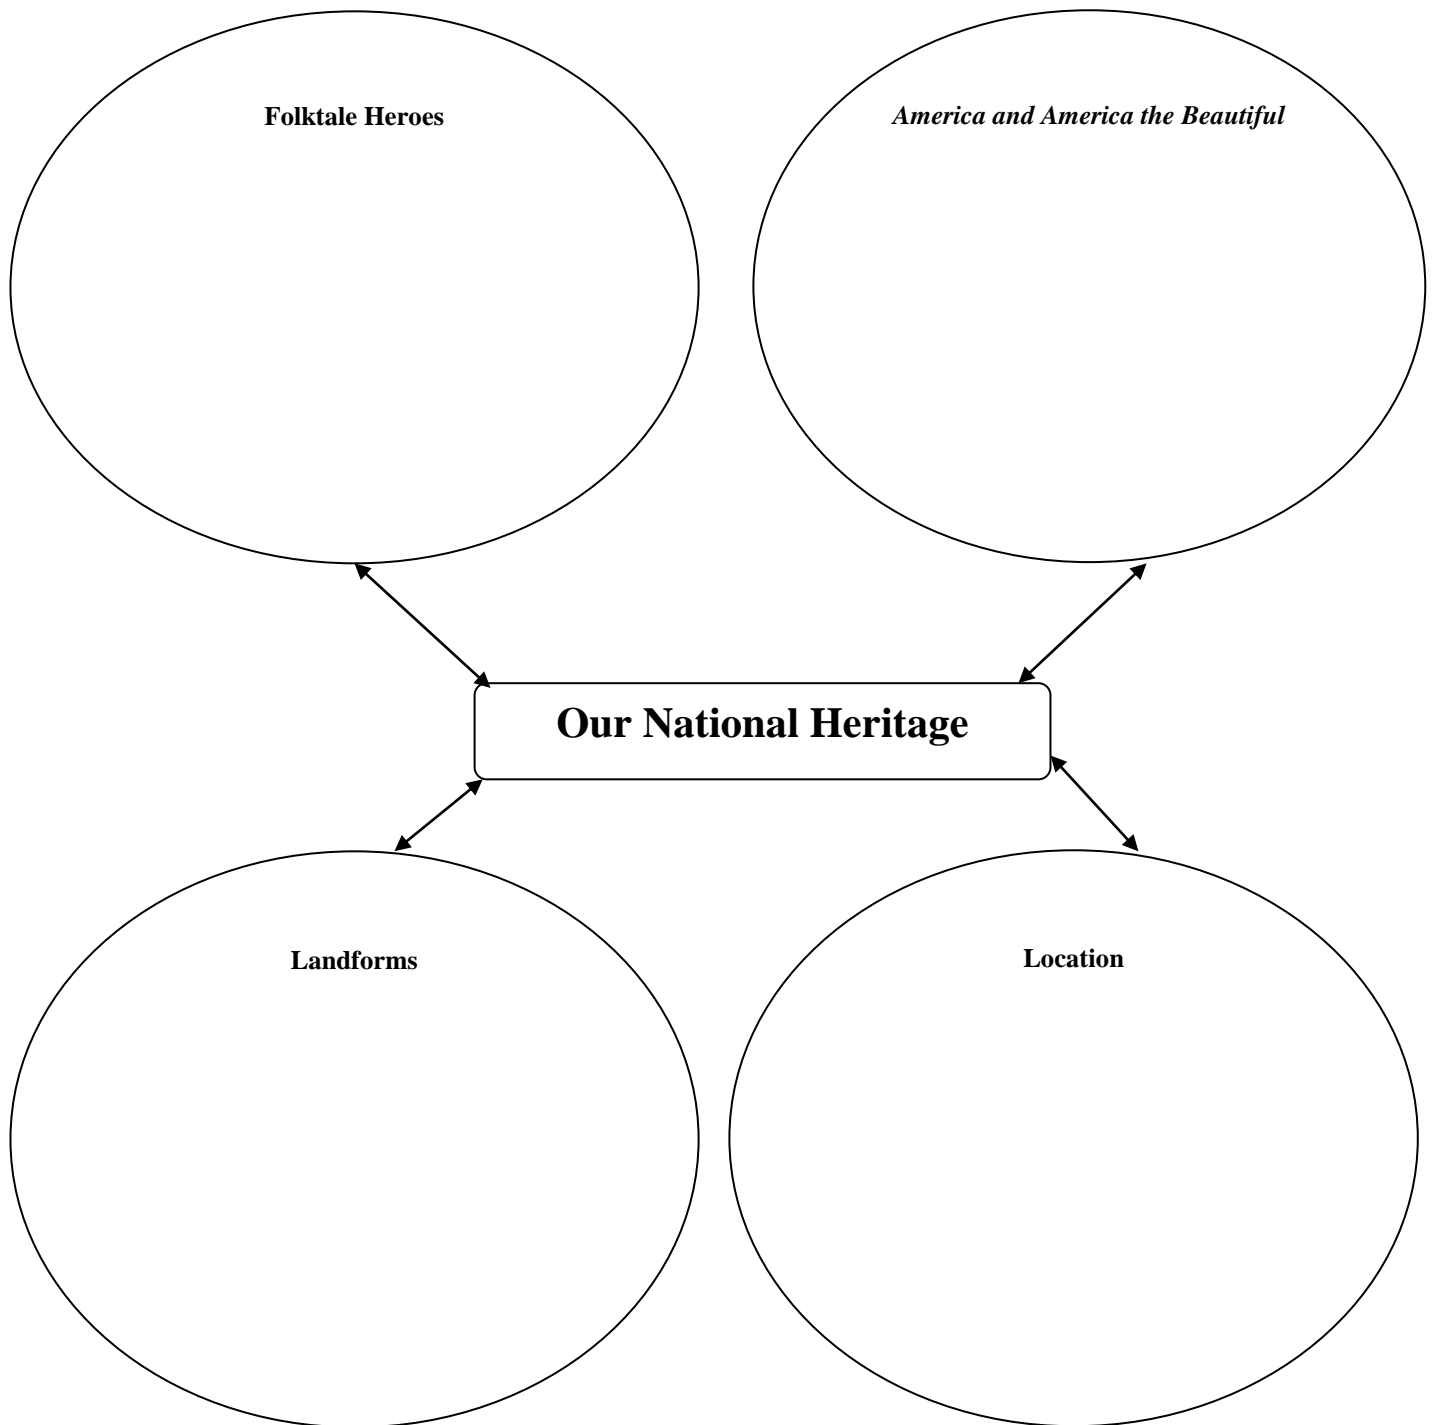 Folktale Heroes
America and America the Beautiful
Our National Heritage
Landforms
Location